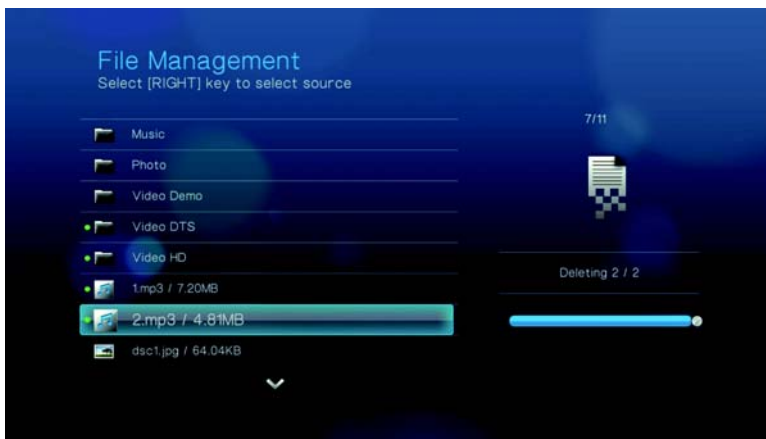 File Management
Select [RIGHT] key to select source
7/11
Music
Photo
Video Demo
Video DTS
Video HD
1.mp3 / 7.20MB
2.mp3 / 4.81MB
dsc1.jpg / 64.04KB
Deleting 2 / 2